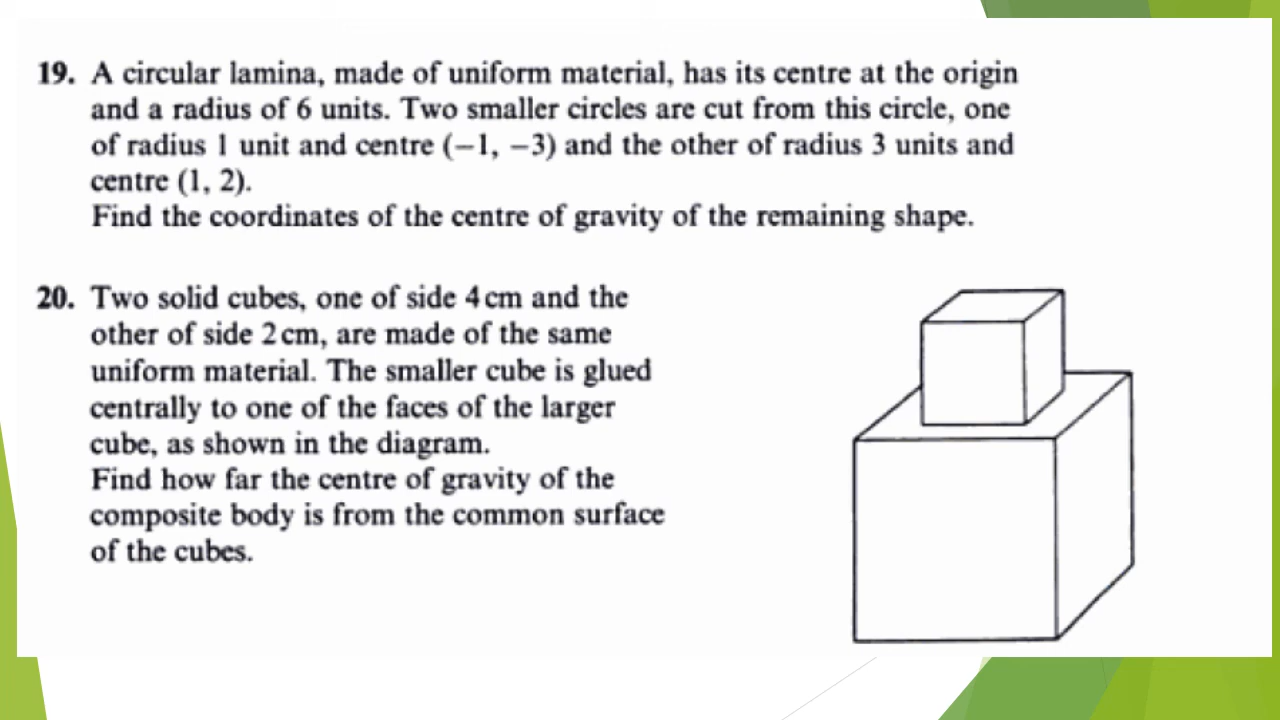 19. A circular lamina, made of uniform material, has its centre at the origin
and a radius of 6 units. Two smaller circles are cut from this circle, one
of radius 1 unit and centre (−1, −3) and the other of radius 3 units and
centre (1, 2).
Find the coordinates of the centre of gravity of the remaining shape.
20. Two solid cubes, one of side 4 cm and the
other of side 2 cm, are made of the same
uniform material. The smaller cube is glued
centrally to one of the faces of the larger
cube, as shown in the diagram.
Find how far the centre of gravity of the
composite body is from the common surface
of the cubes.